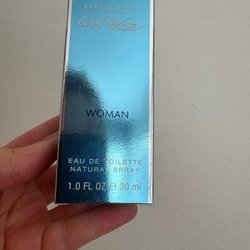 DAVIDOFF
Cool Water
WOMAN
EAU DE TOILETTE
NATURAL SPRAY
1.0 FL OZ e 30 ml